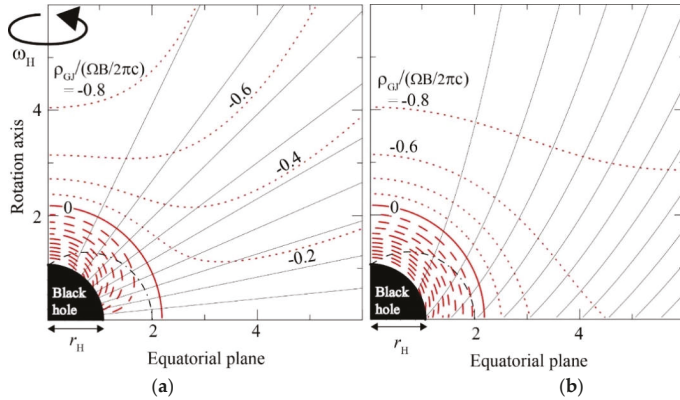 ω_H
ρ_GJ/(ΩB/2πc)
= -0.8
-0.6
-0.4
0
-0.2
4
2
Rotation axis
Black
hole
r_H
2
4
Equatorial plane
(a)
ρ_GJ/(ΩB/2πc)
= -0.8
-0.6
0
Black
hole
r_H
2
4
Equatorial plane
(b)